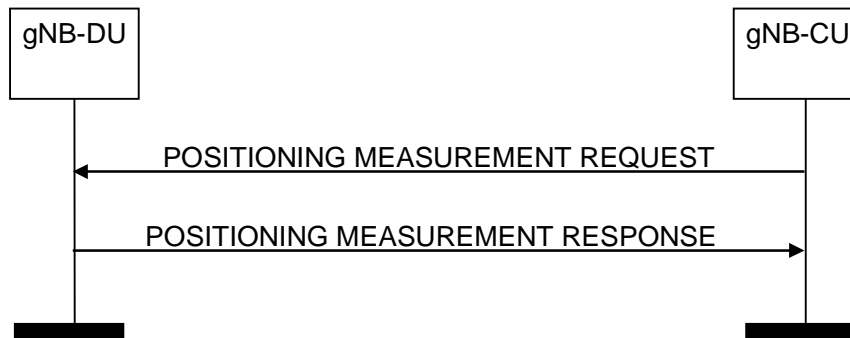 gNB-DU
gNB-CU
POSITIONING MEASUREMENT REQUEST
POSITIONING MEASUREMENT RESPONSE